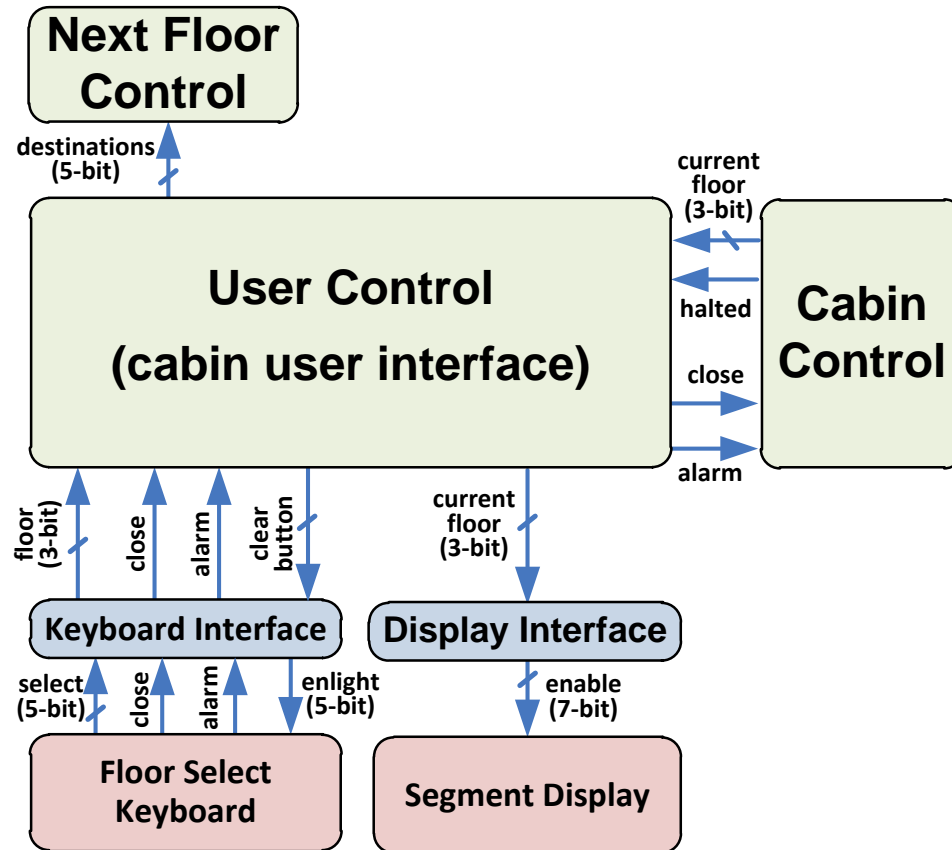 Next Floor
Control
destinations
(5-bit)
current
floor
(3-bit)
User Control
(cabin user interface)
halted
close
alarm
Cabin
Control
floor
(3-bit)
close
alarm
clear
button
current
floor
(3-bit)
Keyboard Interface
Display Interface
select
(5-bit)
close
alarm
enlight
(5-bit)
enable
(7-bit)
Floor Select
Keyboard
Segment Display